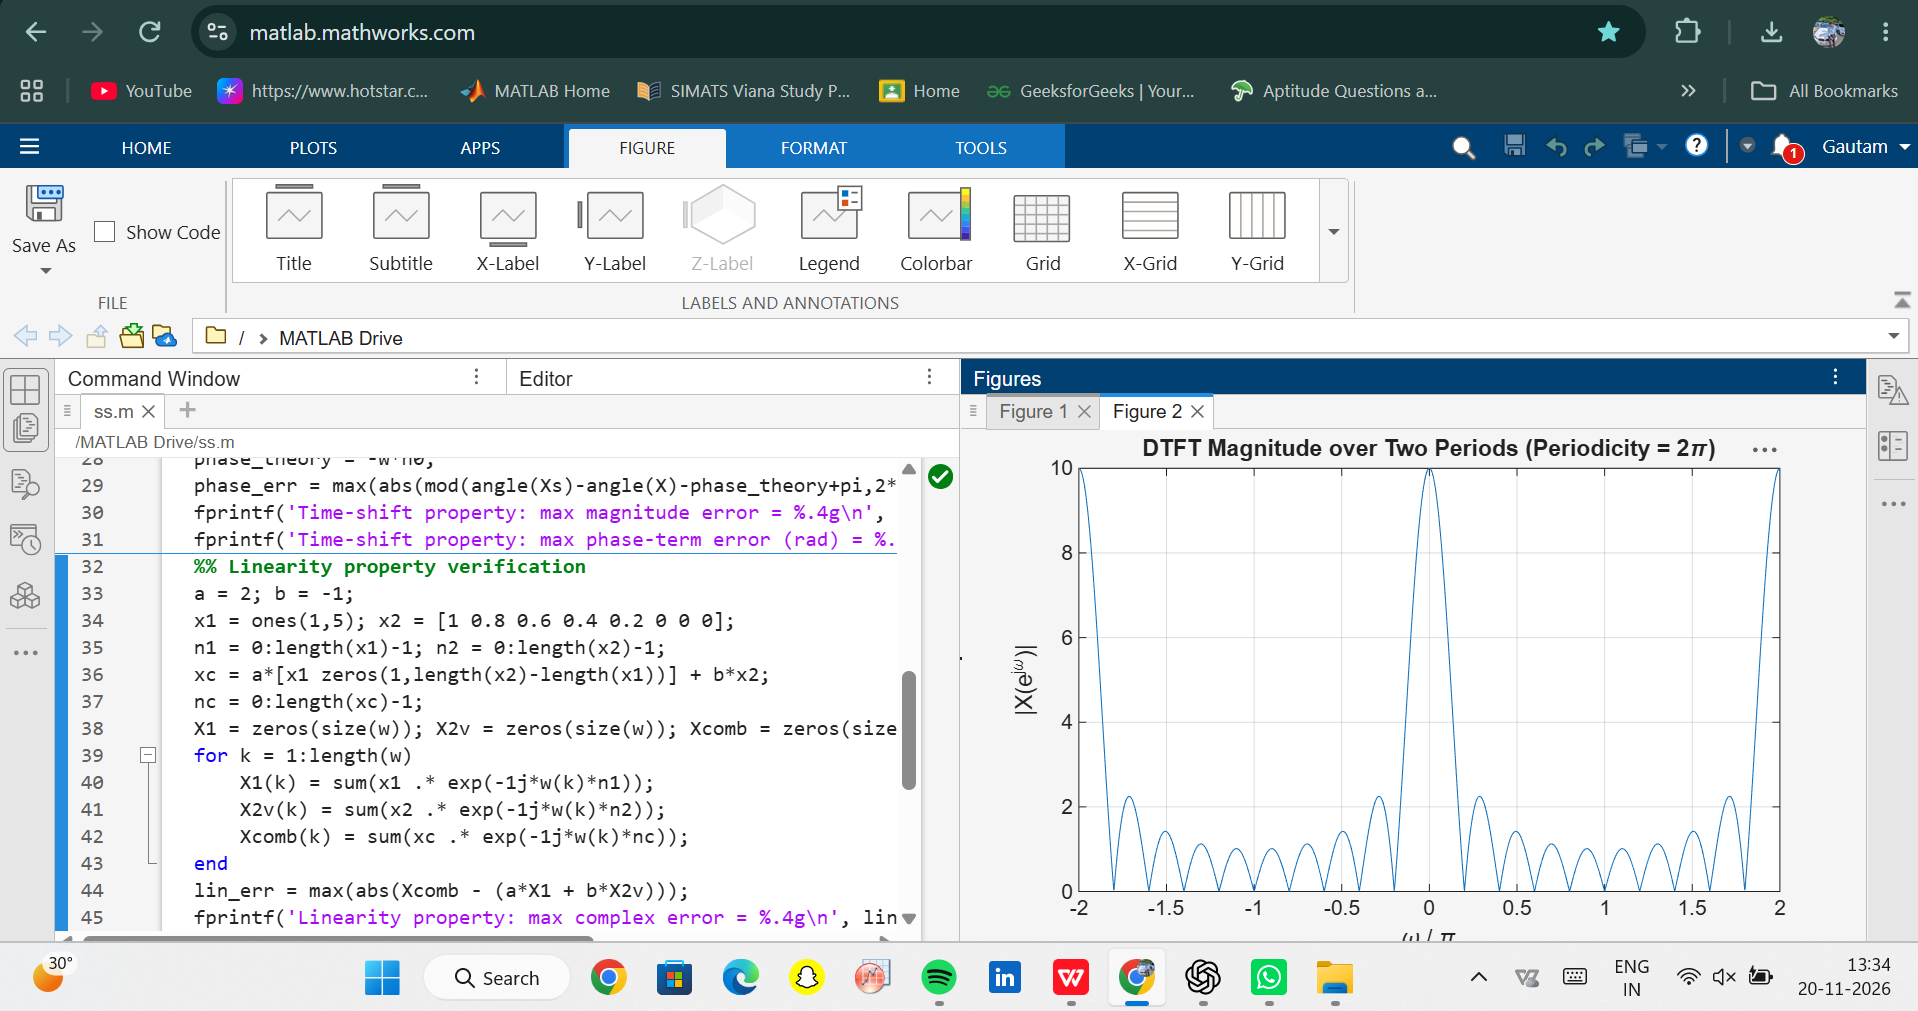 matlab.mathworks.com
YouTube
https://www.hotstar.c...
MATLAB Home
SIMATS Viana Study P...
Home
GeeksforGeeks | Your...
Aptitude Questions a...
All Bookmarks
HOME
PLOTS
APPS
FIGURE
FORMAT
TOOLS
1
Gautam
Save As
Show Code
Title
Subtitle
X-Label
Y-Label
Z-Label
Legend
Colorbar
Grid
X-Grid
Y-Grid
FILE
LABELS AND ANNOTATIONS
/ > MATLAB Drive
Command Window
Editor
Figures
ss.m
Figure 1
Figure 2
/MATLAB Drive/ss.m
28 phase_theory = -w*n0;
29 phase_err = max(abs(mod(angle(Xs)-angle(X)-phase_theory+pi,2*
30 fprintf('Time-shift property: max magnitude error = %.4g\n',
31 fprintf('Time-shift property: max phase-term error (rad) = %.
32 %% Linearity property verification
33 a = 2; b = -1;
34 x1 = ones(1,5); x2 = [1 0.8 0.6 0.4 0.2 0 0 0];
35 n1 = 0:length(x1)-1; n2 = 0:length(x2)-1;
36 xc = a*[x1 zeros(1,length(x2)-length(x1))] + b*x2;
37 nc = 0:length(xc)-1;
38 X1 = zeros(size(w)); X2v = zeros(size(w)); Xcomb = zeros(size
39 for k = 1:length(w)
40 X1(k) = sum(x1 .* exp(-1j*w(k)*n1));
41 X2v(k) = sum(x2 .* exp(-1j*w(k)*n2));
42 Xcomb(k) = sum(xc .* exp(-1j*w(k)*nc));
43 end
44 lin_err = max(abs(Xcomb - (a*X1 + b*X2v)));
45 fprintf('Linearity property: max complex error = %.4g\n', lin
DTFT Magnitude over Two Periods (Periodicity = 2π)
|X(e^jω)|
10
8
6
4
2
0
-2 -1.5 -1 -0.5 0 0.5 1 1.5 2
ω / π
30°
Search
ENG
IN
13:34
20-11-2026